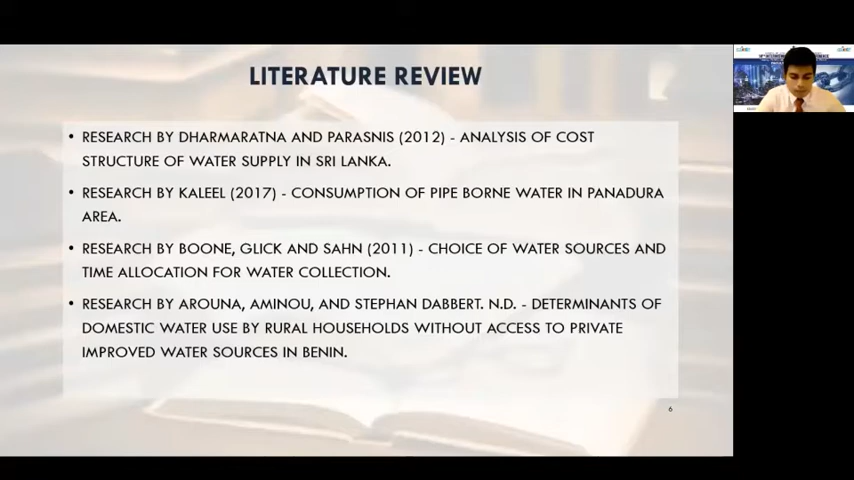 LITERATURE REVIEW
• RESEARCH BY DHARMARATNA AND PARASNIS (2012) - ANALYSIS OF COST
STRUCTURE OF WATER SUPPLY IN SRI LANKA.
• RESEARCH BY KALEEL (2017) - CONSUMPTION OF PIPE BORNE WATER IN PANADURA
AREA.
• RESEARCH BY BOONE, GLICK AND SAHN (2011) - CHOICE OF WATER SOURCES AND
TIME ALLOCATION FOR WATER COLLECTION.
• RESEARCH BY AROUNA, AMINOU, AND STEPHAN DABBERT. N.D. - DETERMINANTS OF
DOMESTIC WATER USE BY RURAL HOUSEHOLDS WITHOUT ACCESS TO PRIVATE
IMPROVED WATER SOURCES IN BENIN.
6